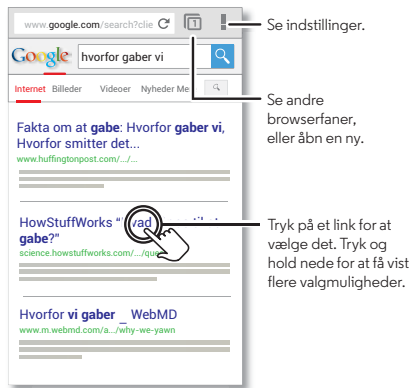 www.google.com/search?clie
1
Se indstillinger.
Google
hvorfor gaber vi
Internet Billeder Videoer Nyheder Me
Se andre
browserfaner,
eller åbn en ny.
Fakta om at gabe: Hvorfor gaber vi,
Hvorfor smitter det...
www.huffingtonpost.com/.../...
HowStuffWorks "
gabe?"
science.howstuffworks.com/.../
Tryk på et link for at
vælge det. Tryk og
hold nede for at få vist
flere valgmuligheder.
Hvorfor vi gaber _ WebMD
www.m.webmd.com/a.../why-we-yawn